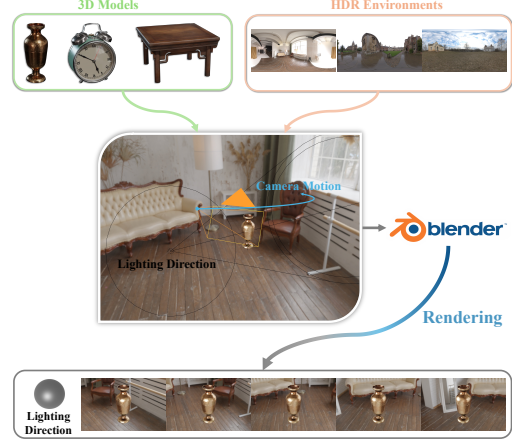 3D Models
HDR Environments
Camera Motion
Lighting Direction
blender
Rendering
Lighting
Direction